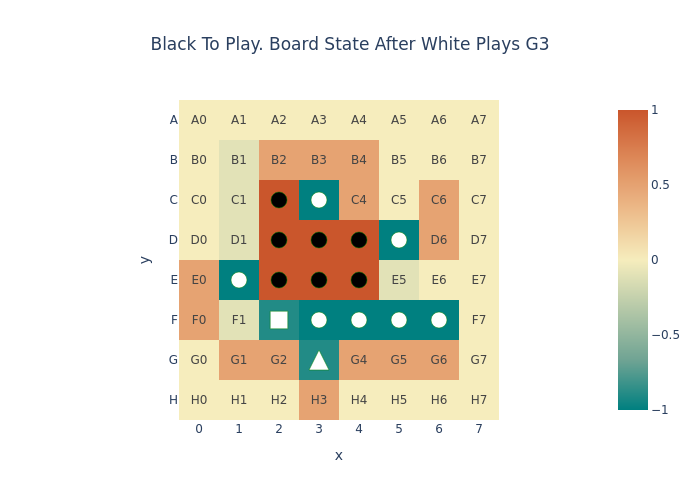 Black To Play. Board State After White Plays G3
A A0 A1 A2 A3 A4 A5 A6 A7
B B0 B1 B2 B3 B4 B5 B6 B7
C C0 C1 C4 C5 C6 C7
D D0 D1 D6 D7
E E0 E5 E6 E7
F F0 F1 F7
G G0 G1 G2 G4 G5 G6 G7
H H0 H1 H2 H3 H4 H5 H6 H7
0 1 2 3 4 5 6 7
x
y
1
0.5
0
−0.5
−1